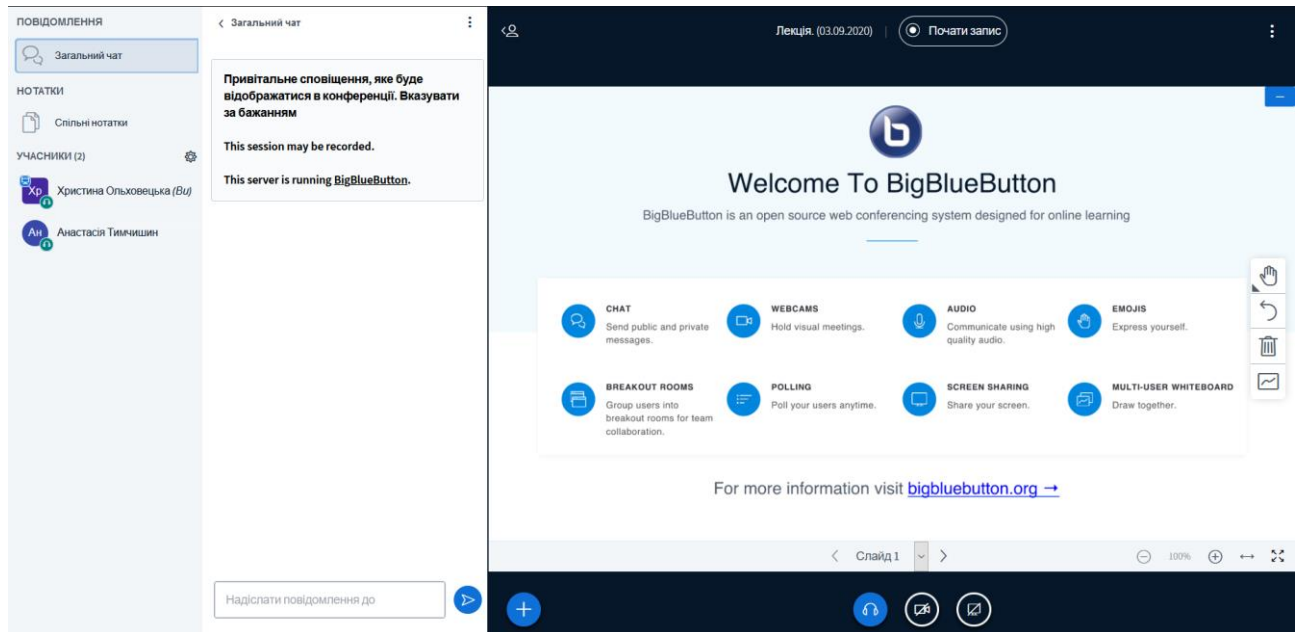 ПОВІДОМЛЕННЯ
Загальний чат
НОТАТКИ
Спільні нотатки
УЧАСНИКИ (2)
Хр
Христина Ольховецька (Ви)
Ан
Анастасія Тимчишин
Загальний чат
Привітальне сповіщення, яке буде
відображатися в конференції. Вказувати
за бажанням
This session may be recorded.
This server is running BigBlueButton.
Надіслати повідомлення до
Лекція. (03.09.2020)
Почати запис
b
Welcome To BigBlueButton
BigBlueButton is an open source web conferencing system designed for online learning
CHAT
Send public and private
messages.
WEBCAMS
Hold visual meetings.
AUDIO
Communicate using high
quality audio.
EMOJIS
Express yourself.
BREAKOUT ROOMS
Group users into
breakout rooms for team
collaboration.
POLLING
Poll your users anytime.
SCREEN SHARING
Share your screen.
MULTI-USER WHITEBOARD
Draw together.
For more information visit bigbluebutton.org →
Слайд 1
100%